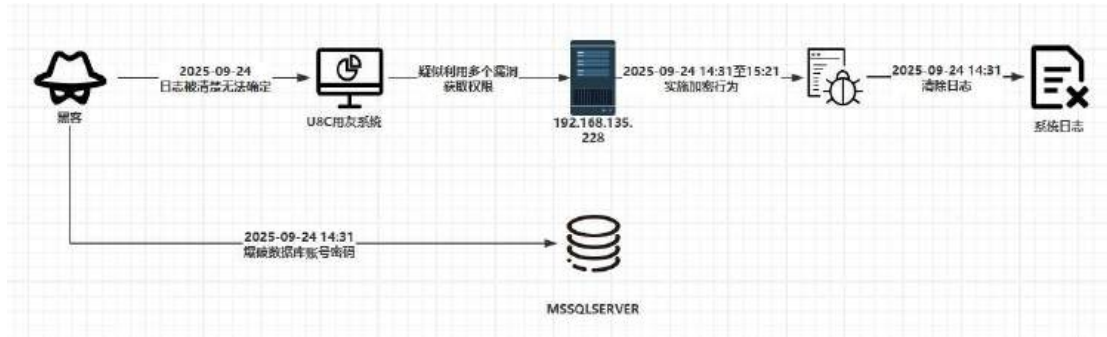 2025-09-24
日志被清楚无法确定
疑似利用多个漏洞
获取权限
2025-09-24 14:31至15:21
实施加密行为
2025-09-24 14:31
清除日志
黑客
U8C用友系统
192.168.135.
228
系统日志
2025-09-24 14:31
爆破数据库账号密码
MSSQLSERVER